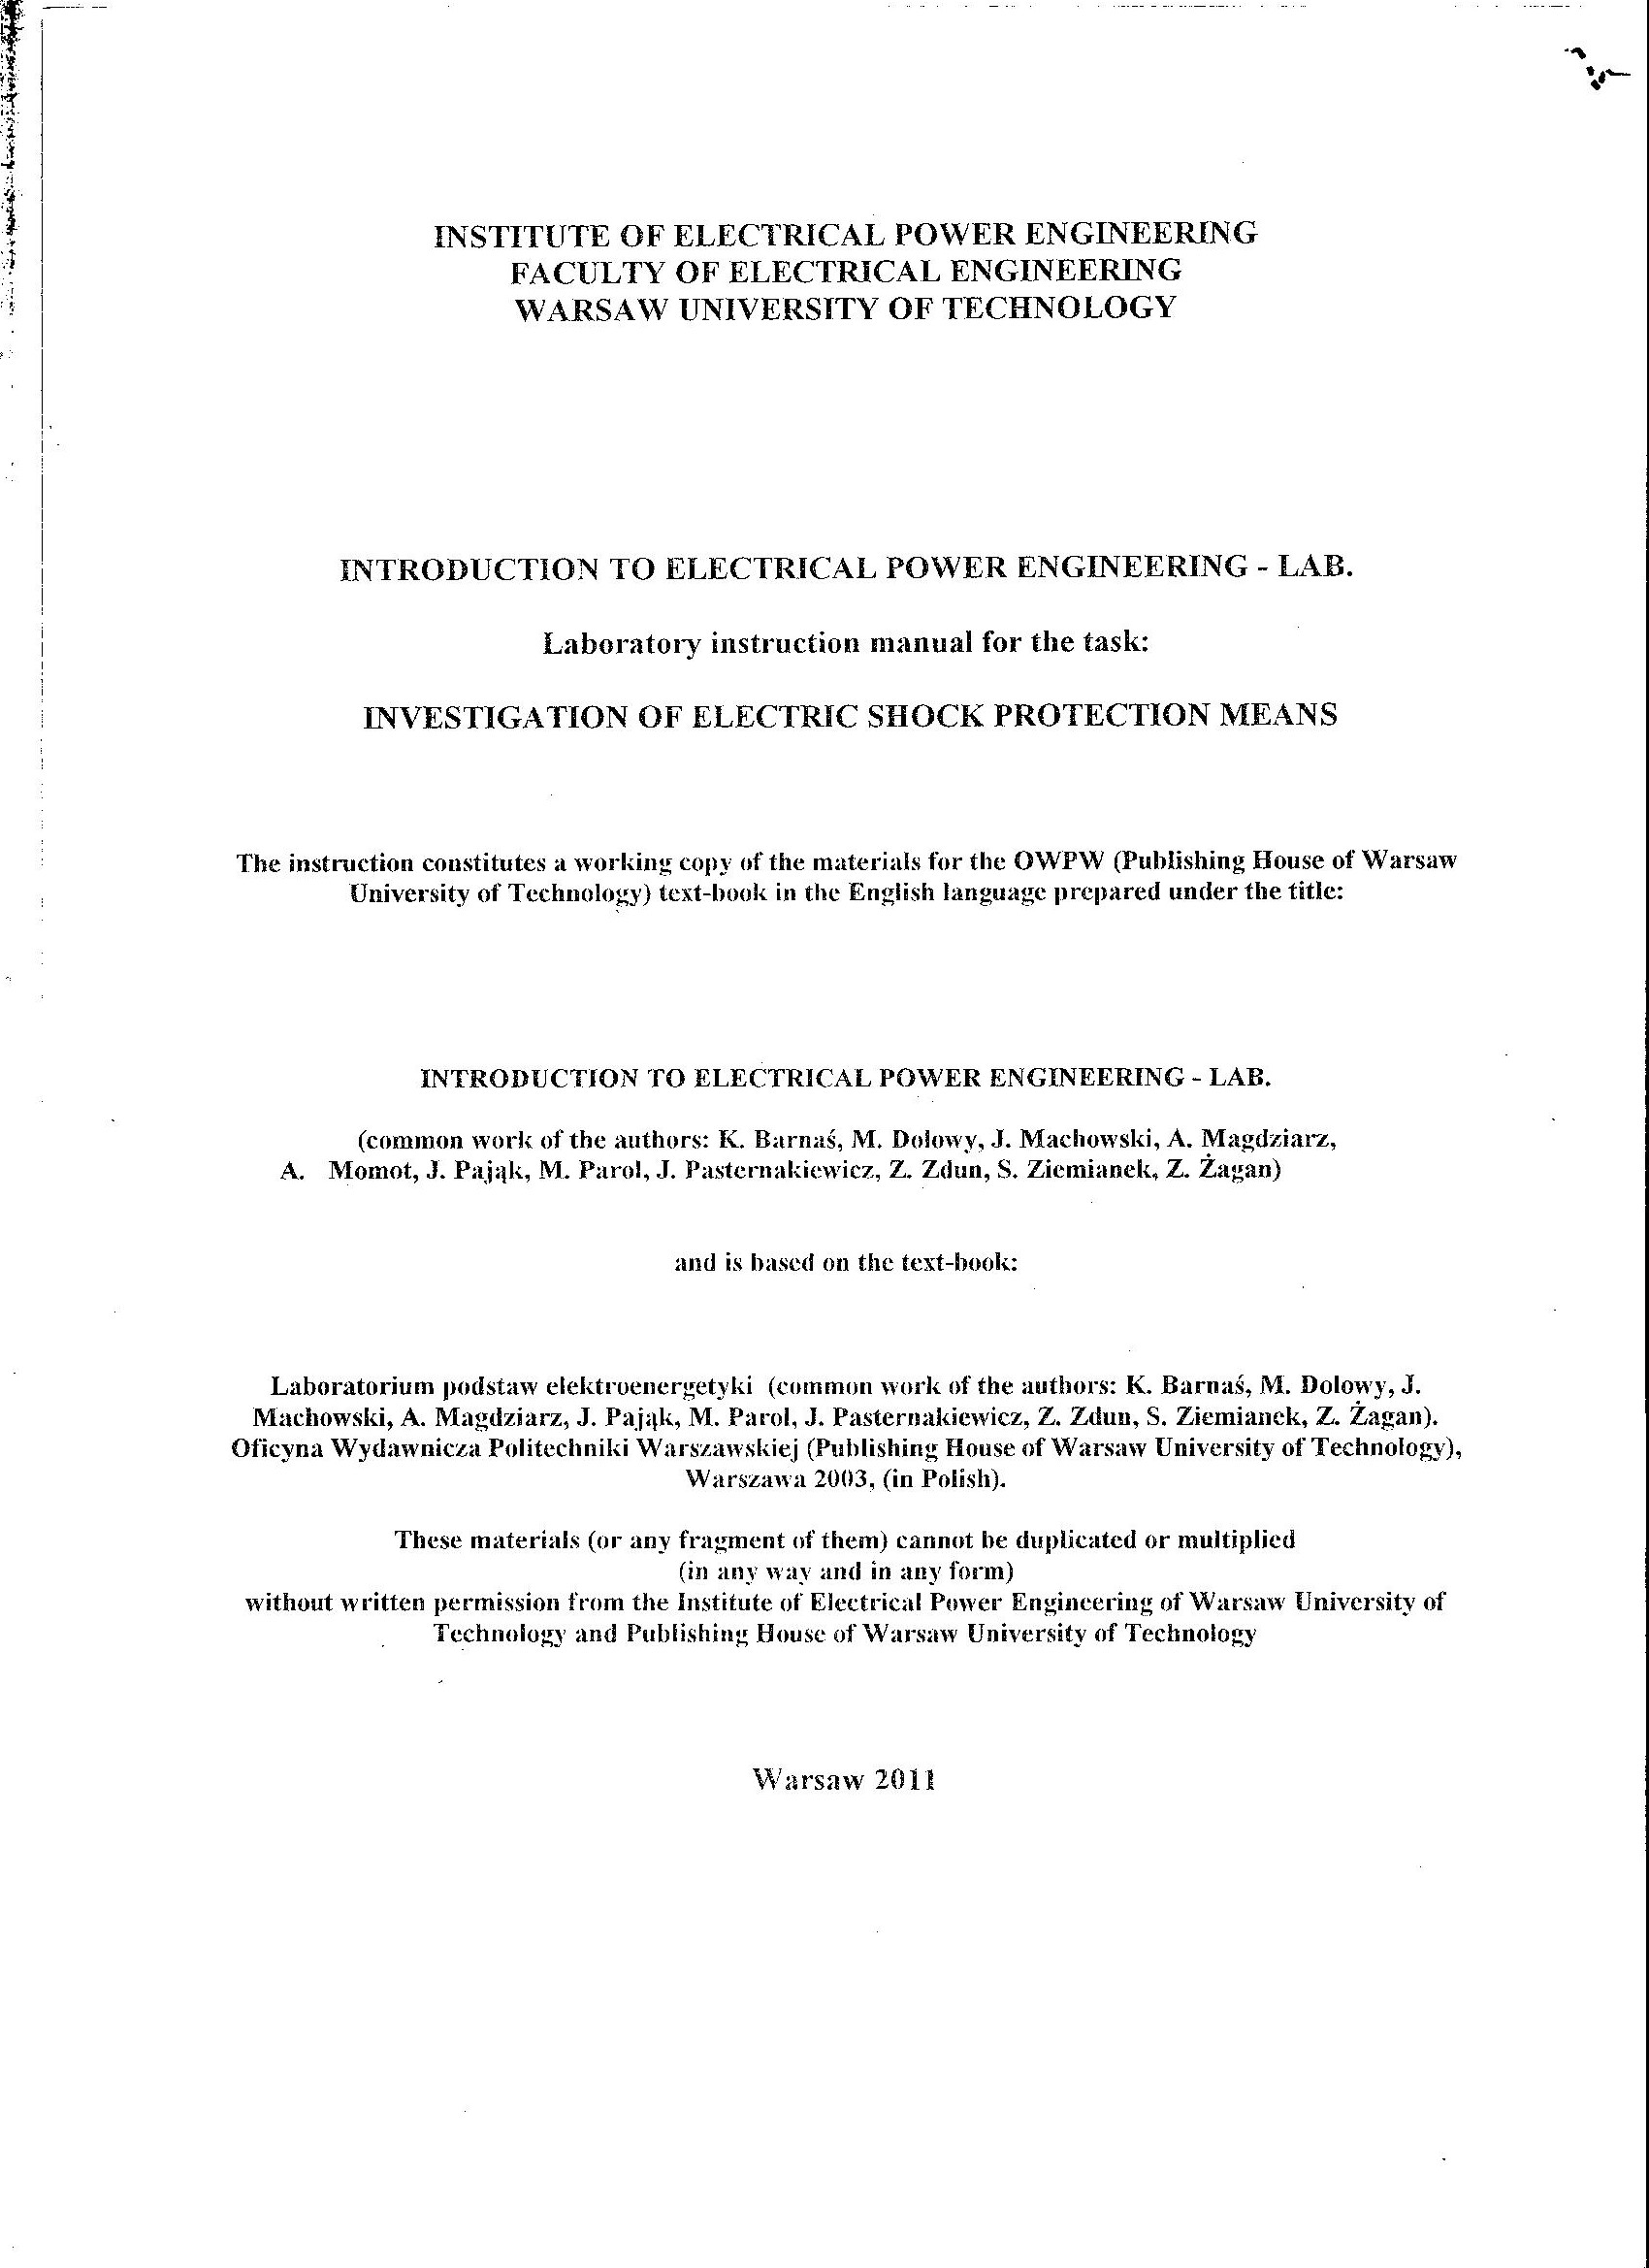 INSTITUTE OF ELECTRICAL POWER ENGINEERING
FACULTY OF ELECTRICAL ENGINEERING
WARSAW UNIVERSITY OF TECHNOLOGY
INTRODUCTION TO ELECTRICAL POWER ENGINEERING - LAB.
Laboratory instruction manual for the task:
INVESTIGATION OF ELECTRIC SHOCK PROTECTION MEANS
The instruction constitutes a working copy of the materials for the OWPW (Publishing House of Warsaw
University of Technology) text-book in the English language prepared under the title:
INTRODUCTION TO ELECTRICAL POWER ENGINEERING - LAB.
(common work of the authors: K. Barnaś, M. Dolowy, J. Machowski, A. Magdziarz,
A. Momot, J. Pająk, M. Parol, J. Pasternakiewicz, Z. Zdun, S. Ziemianek, Z. Żagan)
and is based on the text-book:
Laboratorium podstaw elektroenergetyki (common work of the authors: K. Barnaś, M. Dolowy, J.
Machowski, A. Magdziarz, J. Pająk, M. Parol, J. Pasternakiewicz, Z. Zdun, S. Ziemianek, Z. Żagan).
Oficyna Wydawnicza Politechniki Warszawskiej (Publishing House of Warsaw University of Technology),
Warszawa 2003, (in Polish).
These materials (or any fragment of them) cannot be duplicated or multiplied
(in any way and in any form)
without written permission from the Institute of Electrical Power Engineering of Warsaw University of
Technology and Publishing House of Warsaw University of Technology
Warsaw 2011